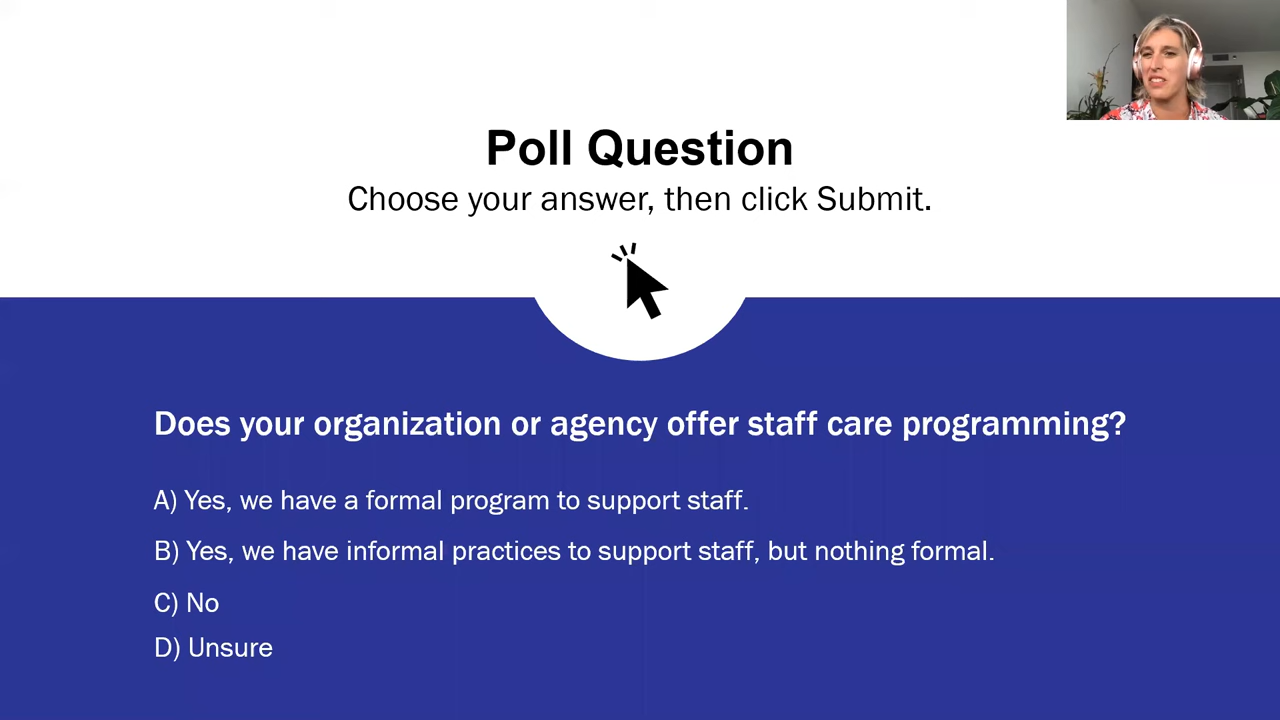 Poll Question
Choose your answer, then click Submit.
Does your organization or agency offer staff care programming?
A) Yes, we have a formal program to support staff.
B) Yes, we have informal practices to support staff, but nothing formal.
C) No
D) Unsure